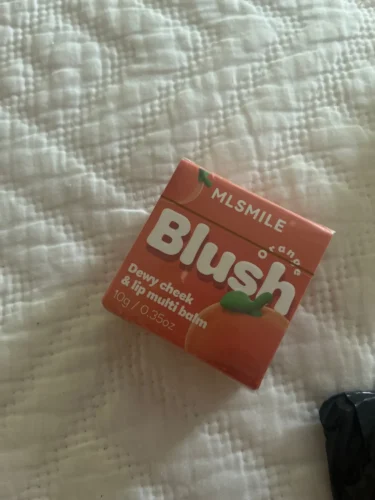 MLSMILE
Blush
Orange
Dewy cheek
& lip multi balm
10g / 0.35oz